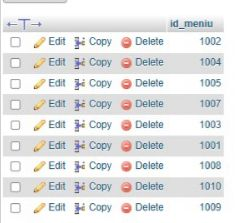 ←T→ id_meniu
Edit Copy Delete 1002
Edit Copy Delete 1004
Edit Copy Delete 1005
Edit Copy Delete 1007
Edit Copy Delete 1003
Edit Copy Delete 1001
Edit Copy Delete 1008
Edit Copy Delete 1010
Edit Copy Delete 1009